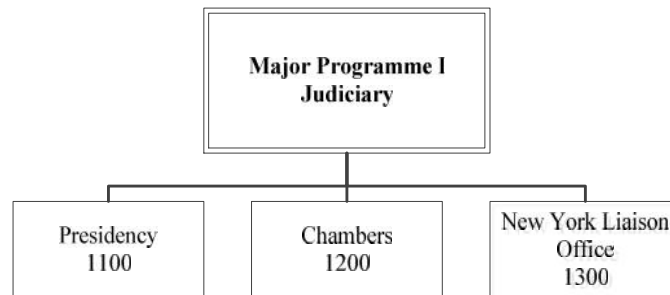 Major Programme I
Judiciary
Presidency
1100
Chambers
1200
New York Liaison
Office
1300